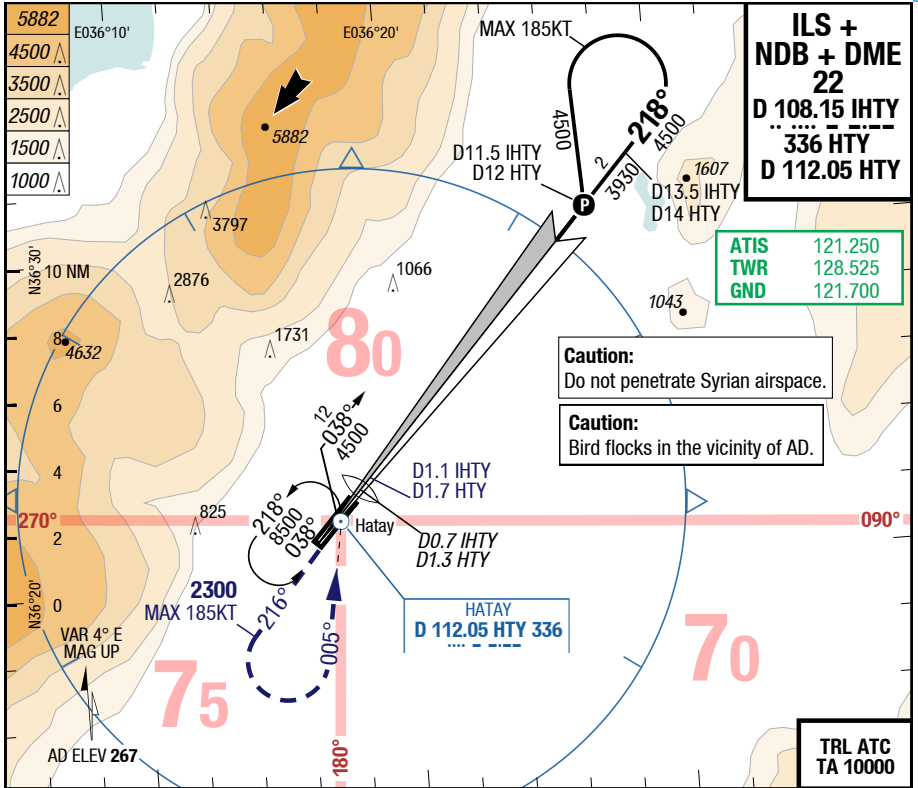 5882
4500
3500
2500
1500
1000
E036°10'
E036°20'
MAX 185KT
ILS +
NDB + DME
22
D 108.15 IHTY
336 HTY
D 112.05 HTY
5882
4500
218°
4500
D11.5 IHTY
D12 HTY
2
3930
P
1607
D13.5 IHTY
D14 HTY
3797
ATIS 121.250
TWR 128.525
GND 121.700
N36°30'
10 NM
2876
1066
1043
8
4632
1731
80
Caution:
Do not penetrate Syrian airspace.
6
12
038°
4500
Caution:
Bird flocks in the vicinity of AD.
4
D1.1 IHTY
D1.7 HTY
825
218°
8500
038°
270°
Hatay
090°
2
D0.7 IHTY
D1.3 HTY
2300
MAX 185KT
216°
005°
HATAY
D 112.05 HTY 336
N36°20'
0
VAR 4° E
MAG UP
75
70
AD ELEV 267
180°
TRL ATC
TA 10000